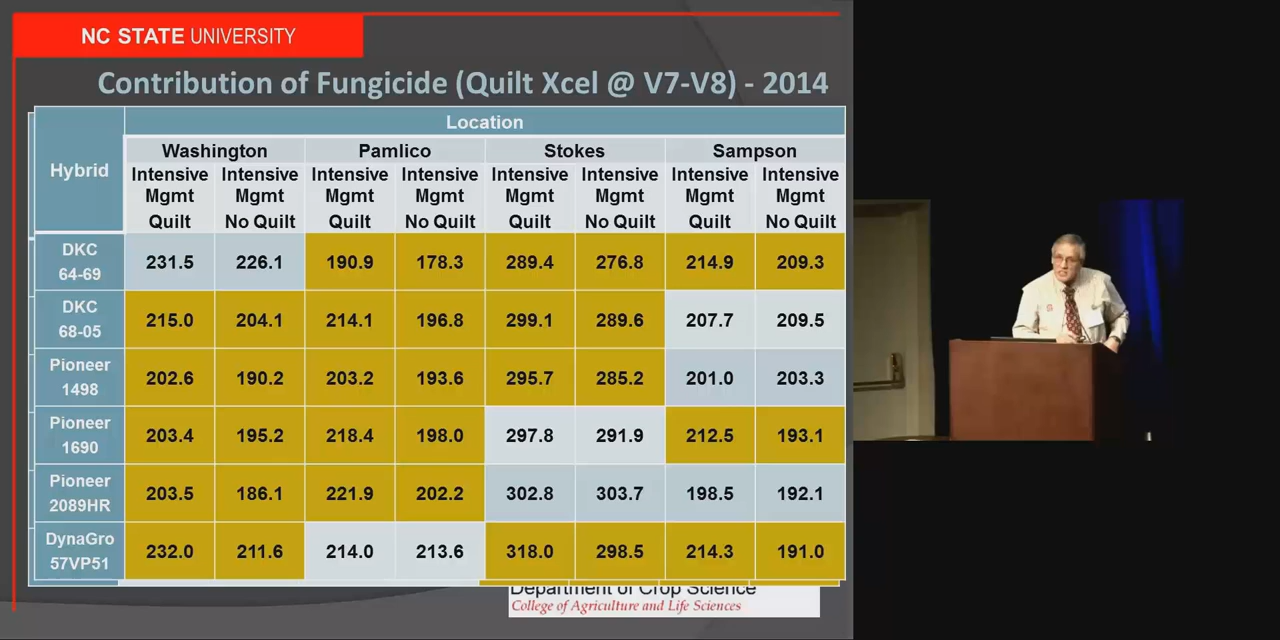 NC STATE UNIVERSITY
Contribution of Fungicide (Quilt Xcel @ V7-V8) - 2014
Hybrid
Location
Washington Pamlico Stokes Sampson
Intensive Intensive Intensive Intensive Intensive Intensive Intensive Intensive
Mgmt Mgmt Mgmt Mgmt Mgmt Mgmt Mgmt Mgmt
Quilt No Quilt Quilt No Quilt Quilt No Quilt Quilt No Quilt
DKC
64-69
231.5 226.1 190.9 178.3 289.4 276.8 214.9 209.3
DKC
68-05
215.0 204.1 214.1 196.8 299.1 289.6 207.7 209.5
Pioneer
1498
202.6 190.2 203.2 193.6 295.7 285.2 201.0 203.3
Pioneer
1690
203.4 195.2 218.4 198.0 297.8 291.9 212.5 193.1
Pioneer
2089HR
203.5 186.1 221.9 202.2 302.8 303.7 198.5 192.1
DynaGro
57VP51
232.0 211.6 214.0 213.6 318.0 298.5 214.3 191.0
Department of Crop Science
College of Agriculture and Life Sciences